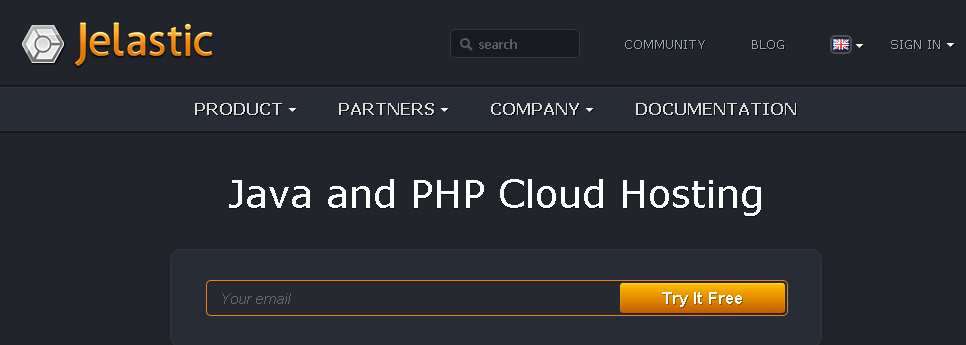 Jelastic
search
COMMUNITY
BLOG
SIGN IN
PRODUCT
PARTNERS
COMPANY
DOCUMENTATION
Java and PHP Cloud Hosting
Your email
Try It Free